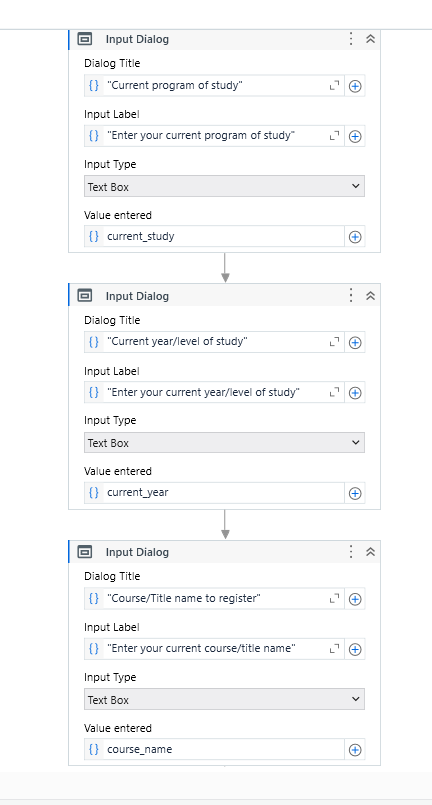 Input Dialog
Dialog Title
"Current program of study"
Input Label
"Enter your current program of study"
Input Type
Text Box
Value entered
current_study
Input Dialog
Dialog Title
"Current year/level of study"
Input Label
"Enter your current year/level of study"
Input Type
Text Box
Value entered
current_year
Input Dialog
Dialog Title
"Course/Title name to register"
Input Label
"Enter your current course/title name"
Input Type
Text Box
Value entered
course_name